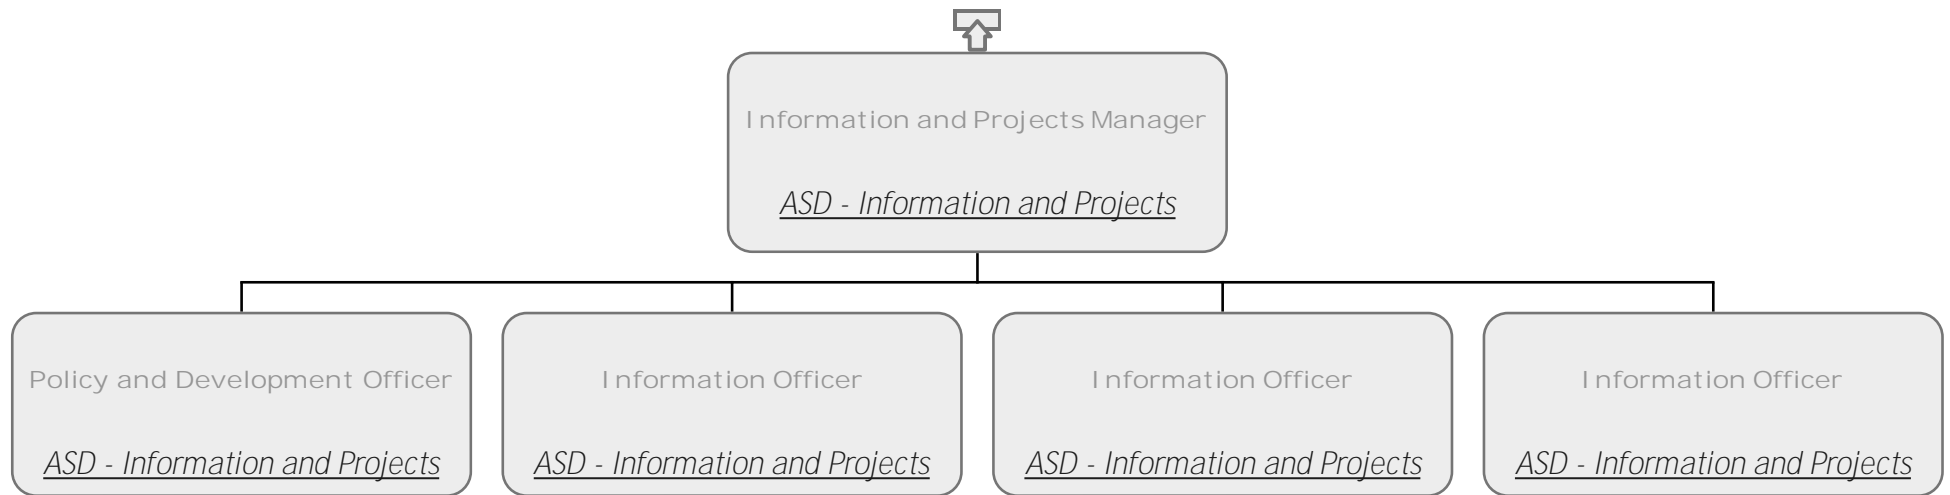 Information and Projects Manager
ASD - Information and Projects
Policy and Development Officer
ASD - Information and Projects
Information Officer
ASD - Information and Projects
Information Officer
ASD - Information and Projects
Information Officer
ASD - Information and Projects